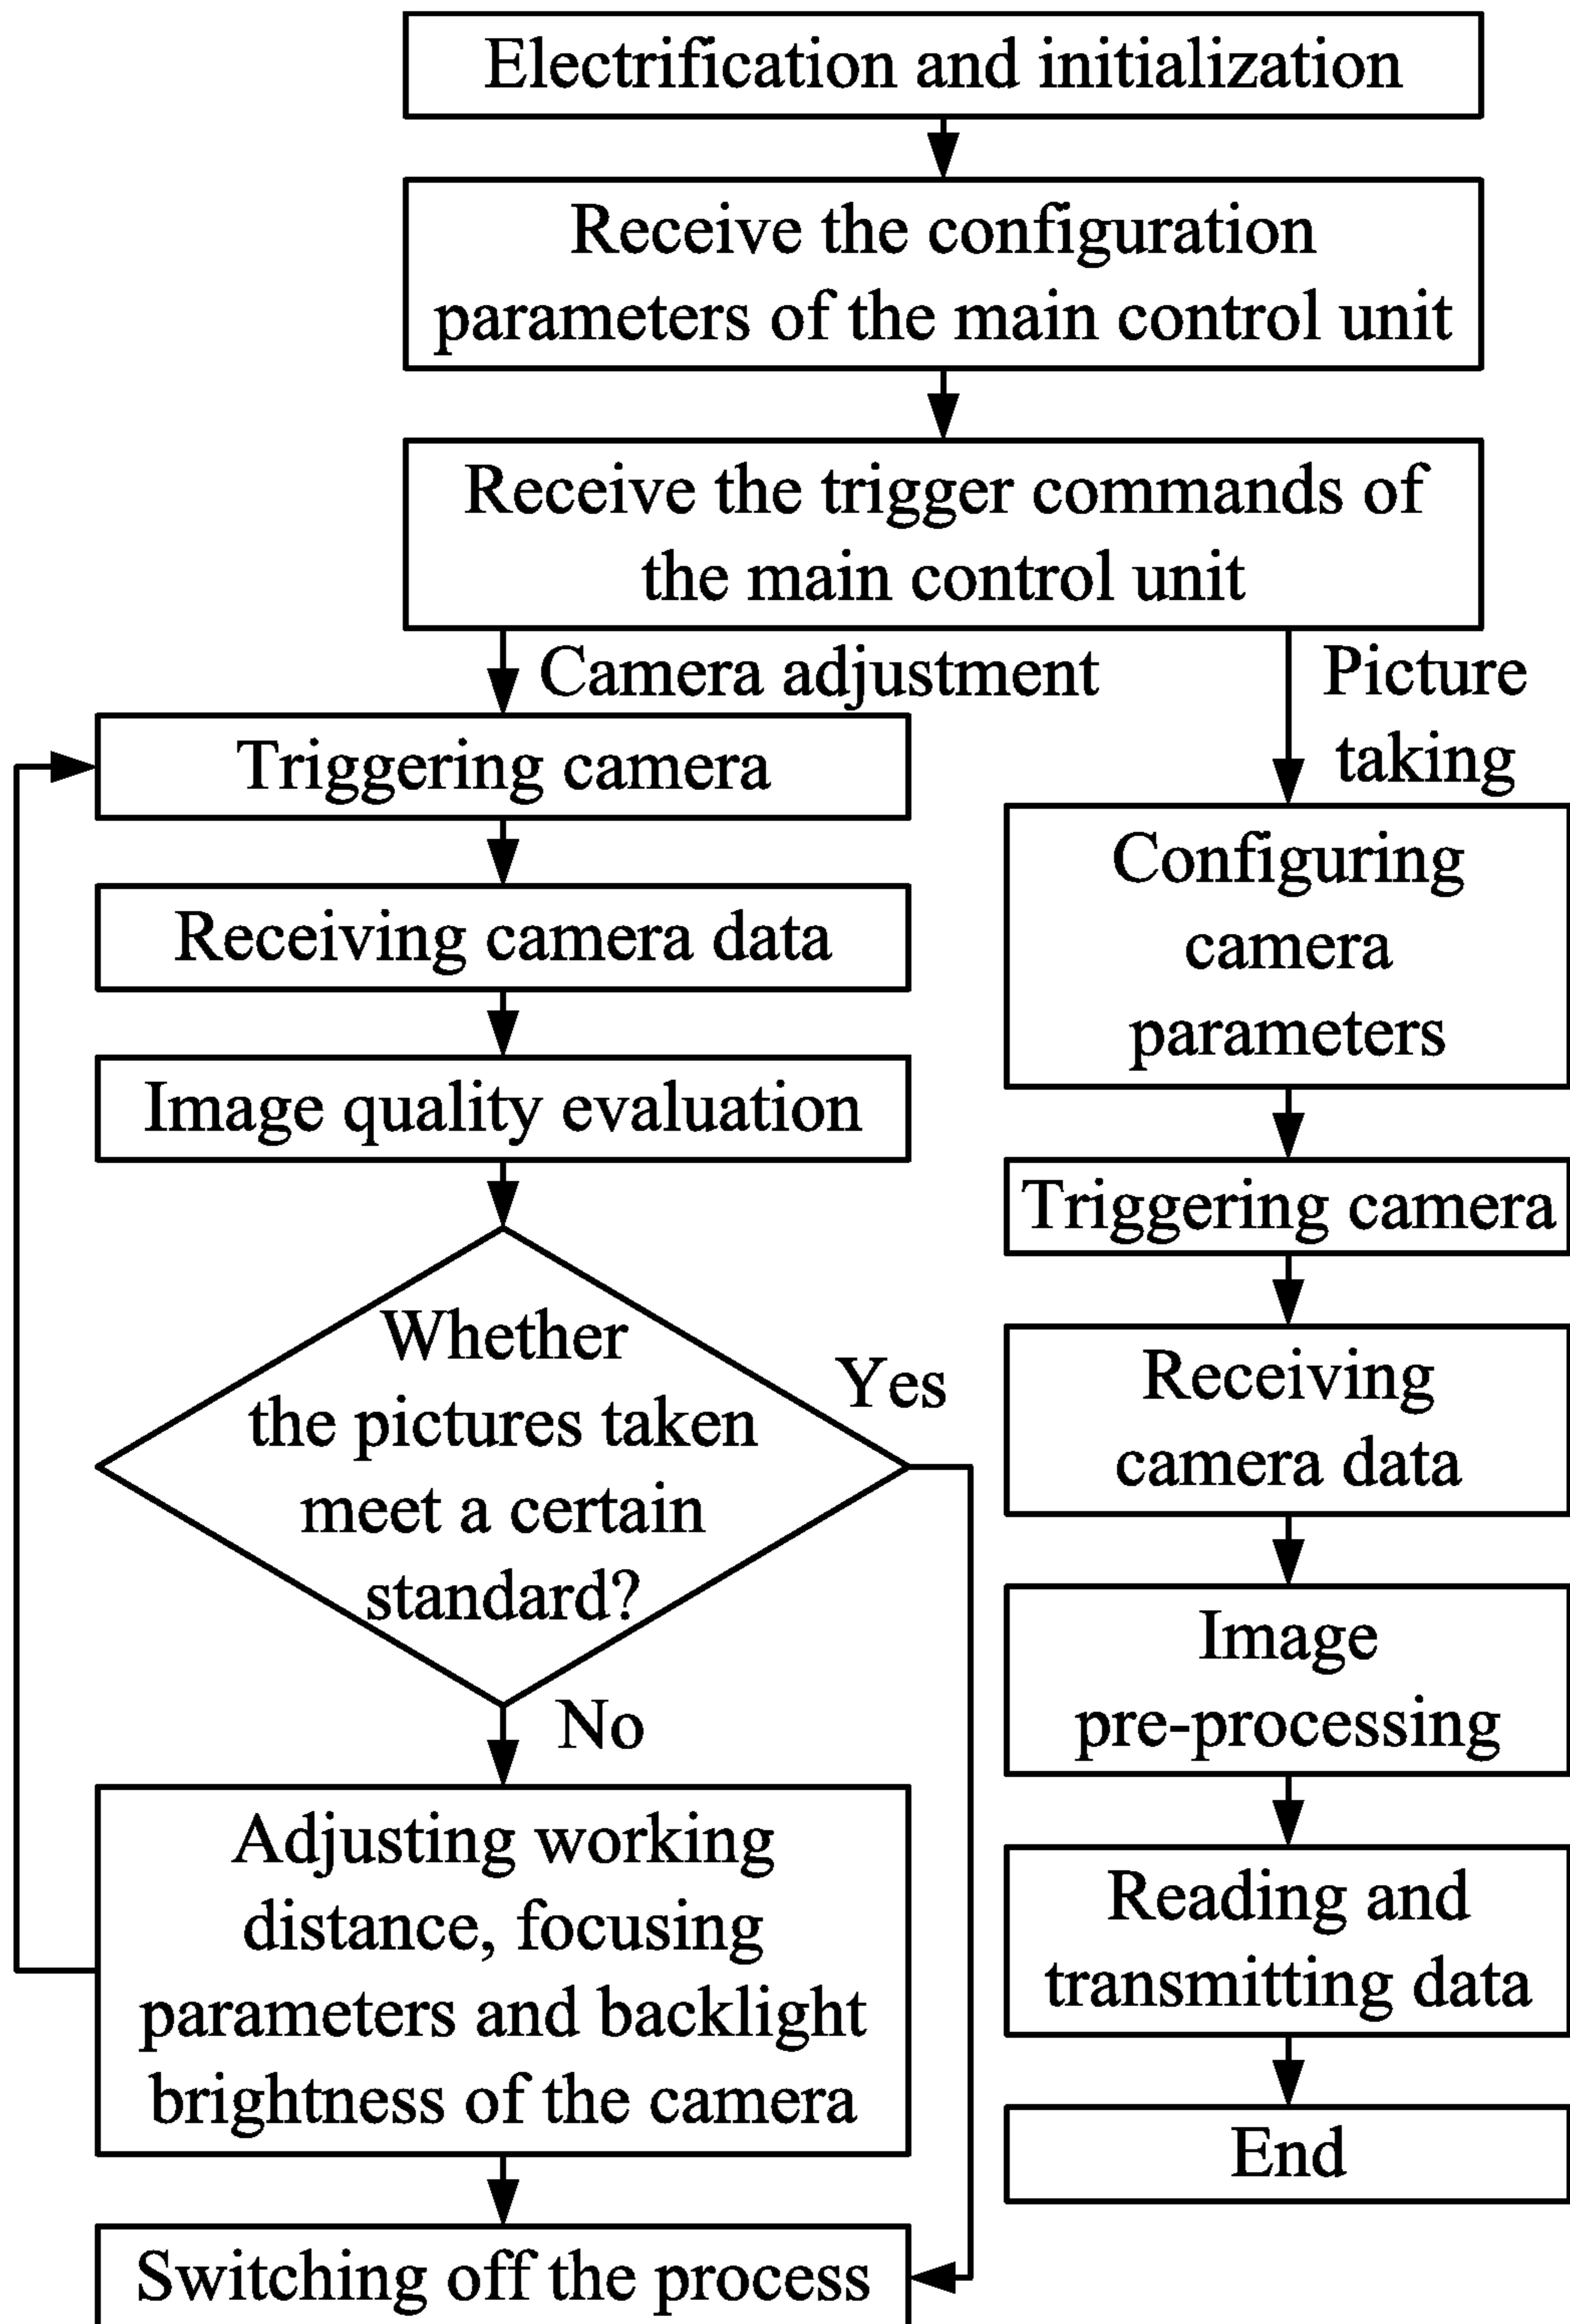 Electrification and initialization
Receive the configuration
parameters of the main control unit
Receive the trigger commands of
the main control unit
Camera adjustment
Triggering camera
Receiving camera data
Image quality evaluation
Whether
the pictures taken
meet a certain
standard?
Yes
No
Adjusting working
distance, focusing
parameters and backlight
brightness of the camera
Switching off the process
Picture
taking
Configuring
camera
parameters
Triggering camera
Receiving
camera data
Image
pre-processing
Reading and
transmitting data
End